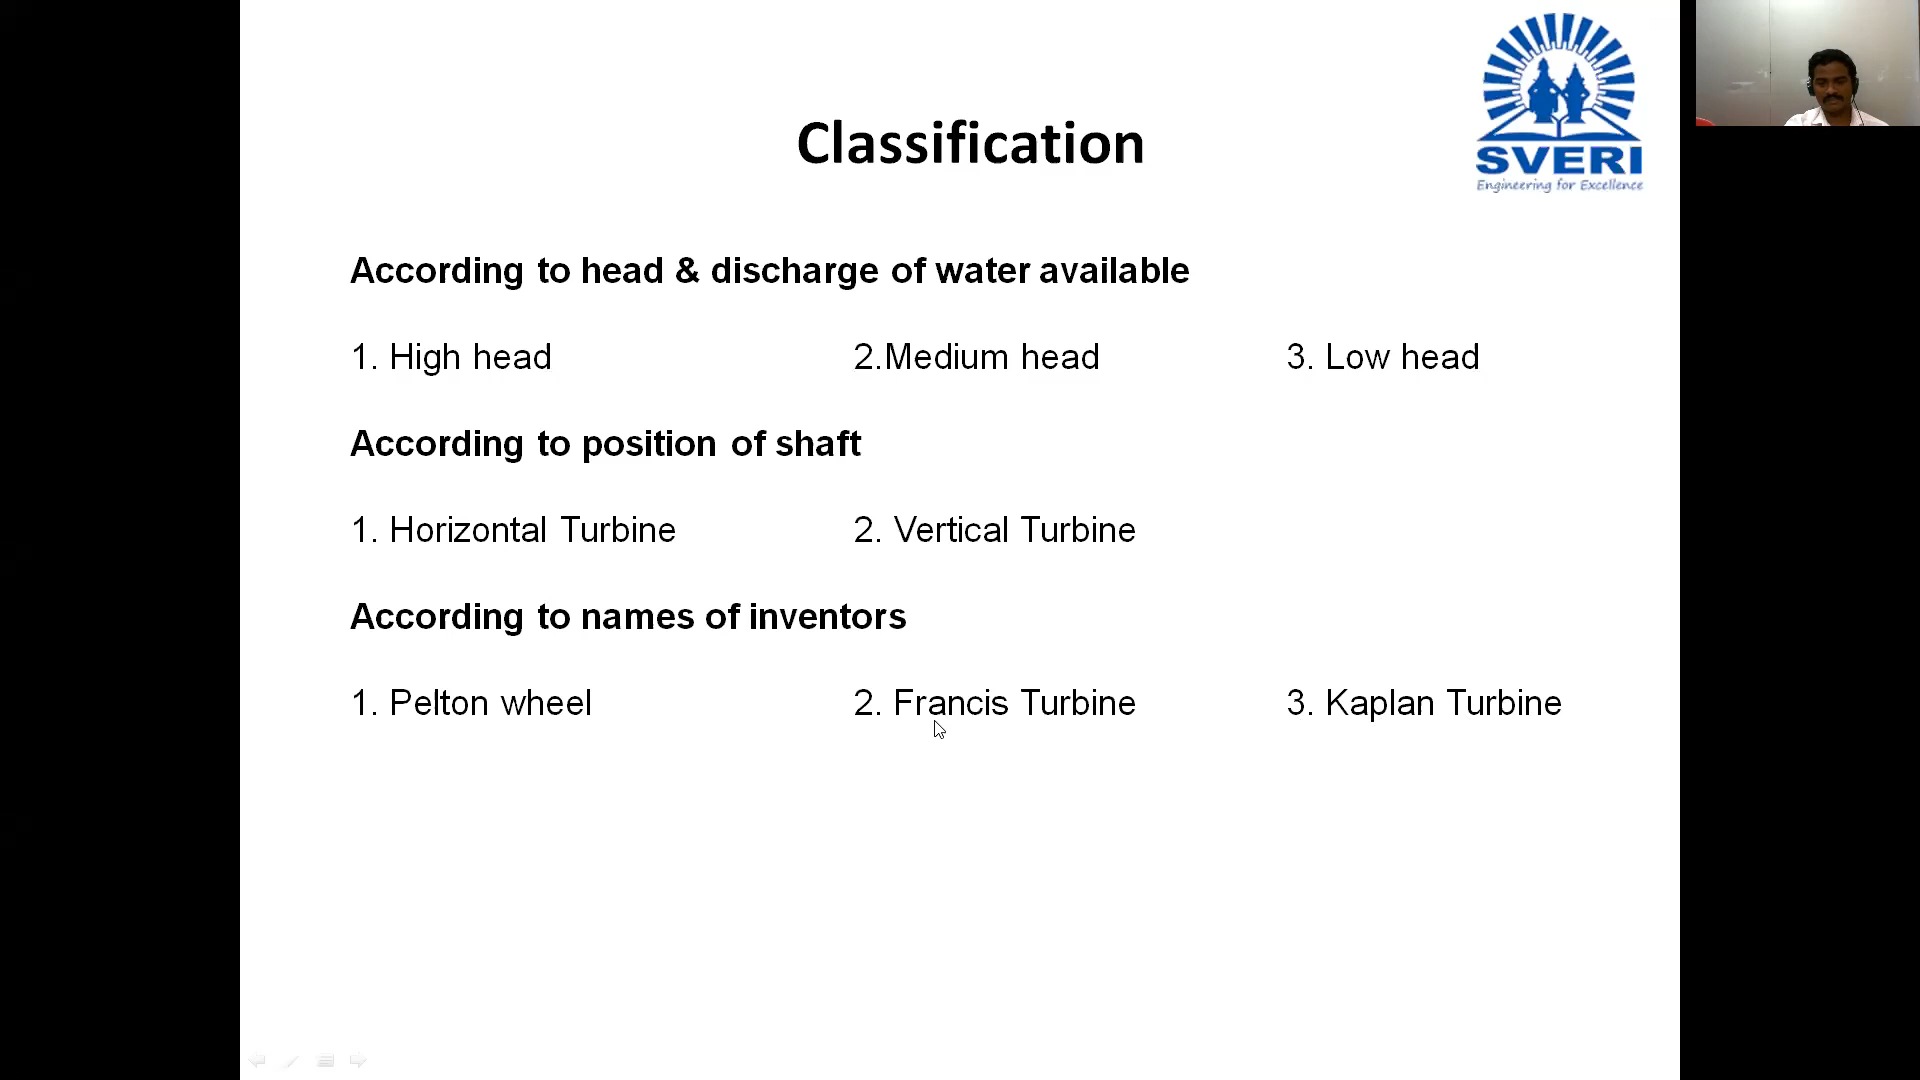 Classification
SVERI
Engineering for Excellence
According to head & discharge of water available
1. High head 2.Medium head 3. Low head
According to position of shaft
1. Horizontal Turbine 2. Vertical Turbine
According to names of inventors
1. Pelton wheel 2. Francis Turbine 3. Kaplan Turbine